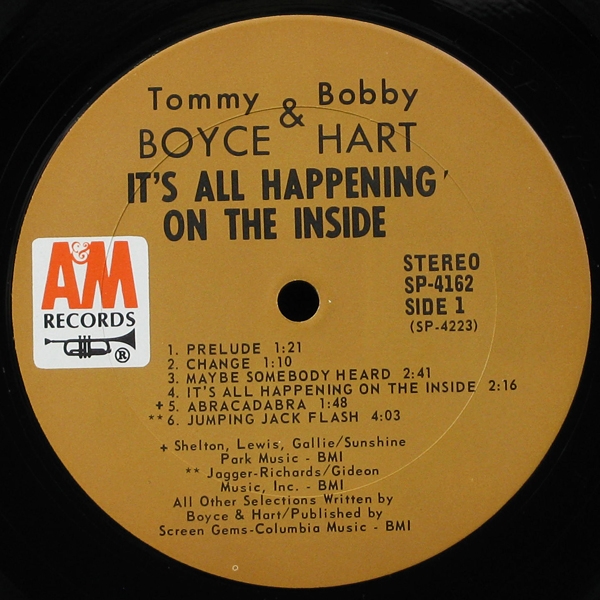 Tommy & Bobby
BOYCE HART
IT'S ALL HAPPENING'
ON THE INSIDE
A&M
RECORDS
®
STEREO
SP-4162
SIDE 1
(SP-4223)
1. PRELUDE 1:21
2. CHANGE 1:10
3. MAYBE SOMEBODY HEARD 2:41
4. IT'S ALL HAPPENING ON THE INSIDE 2:16
+ 5. ABRACADABRA 1:48
** 6. JUMPING JACK FLASH 4:03
+ Shelton, Lewis, Gallie/Sunshine
Park Music - BMI
** Jagger-Richards/Gideon
Music, Inc. - BMI
All Other Selections Written by
Boyce & Hart/Published by
Screen Gems-Columbia Music - BMI